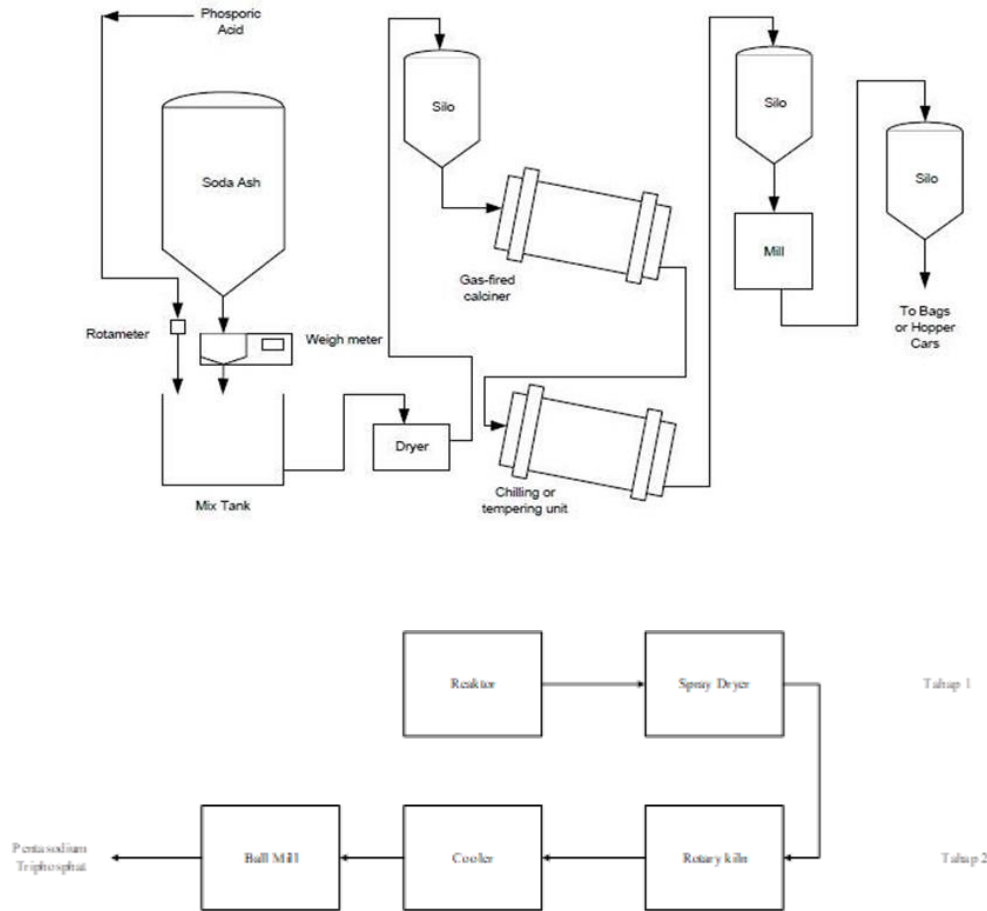 Phosporic
Acid
Soda Ash
Rotameter
Weigh meter
Mix Tank
Dryer
Silo
Gas-fired
calciner
Chilling or
tempering unit
Silo
Mill
Silo
To Bags
or Hopper
Cars
Reaktor
Spray Dryer
Tahap 1
Pentasodium
Triphosphat
Ball Mill
Cooler
Rotary kiln
Tahap 2